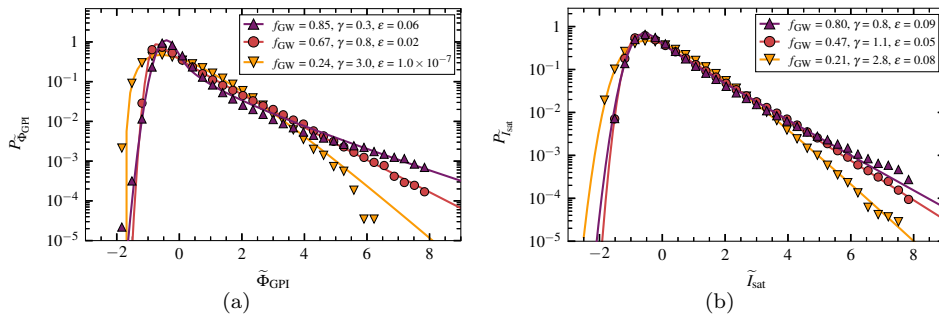 f_GW = 0.85, γ = 0.3, ε = 0.06
f_GW = 0.67, γ = 0.8, ε = 0.02
f_GW = 0.24, γ = 3.0, ε = 1.0 × 10⁻⁷
P_Φ̃_GPI
1
10⁻¹
10⁻²
10⁻³
10⁻⁴
10⁻⁵
−2 0 2 4 6 8
Φ̃_GPI
(a)
f_GW = 0.80, γ = 0.8, ε = 0.09
f_GW = 0.47, γ = 1.1, ε = 0.05
f_GW = 0.21, γ = 2.8, ε = 0.08
P_Ĩ_sat
1
10⁻¹
10⁻²
10⁻³
10⁻⁴
10⁻⁵
−2 0 2 4 6 8
Ĩ_sat
(b)